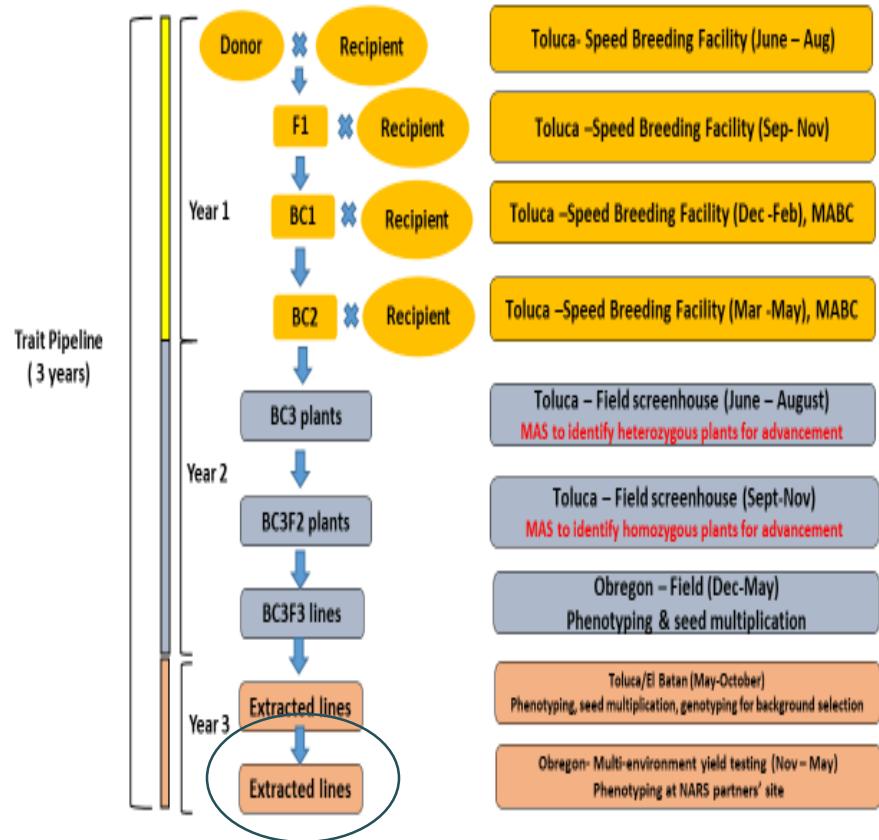 Donor
Recipient
Toluca- Speed Breeding Facility (June – Aug)
F1
Recipient
Toluca –Speed Breeding Facility (Sep- Nov)
Year 1
BC1
Recipient
Toluca –Speed Breeding Facility (Dec -Feb), MABC
BC2
Recipient
Toluca –Speed Breeding Facility (Mar -May), MABC
Trait Pipeline
( 3 years)
BC3 plants
Toluca – Field screenhouse (June – August)
MAS to identify heterozygous plants for advancement
Year 2
BC3F2 plants
Toluca – Field screenhouse (Sept-Nov)
MAS to identify homozygous plants for advancement
BC3F3 lines
Obregon – Field (Dec-May)
Phenotyping & seed multiplication
Year 3
Extracted lines
Toluca/El Batan (May-October)
Phenotyping, seed multiplication, genotyping for background selection
Extracted lines
Obregon- Multi-environment yield testing (Nov – May)
Phenotyping at NARS partners' site